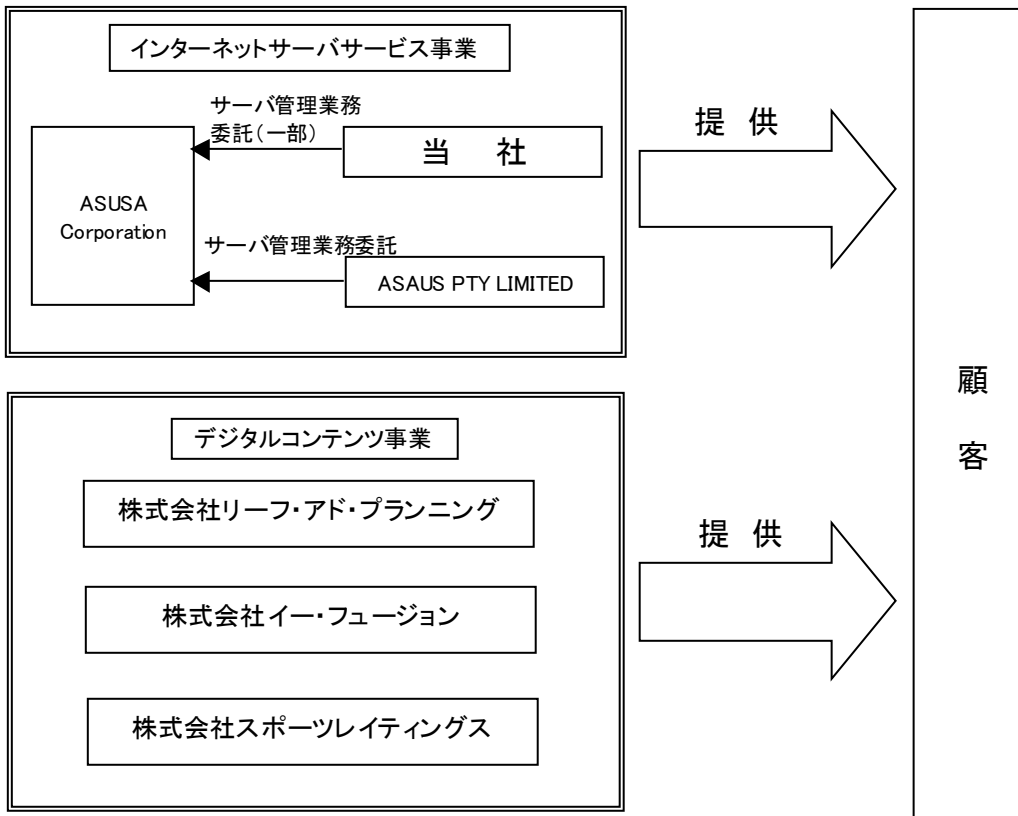 インターネットサーバサービス事業
サーバ管理業務
委託(一部)
当 社
ASUSA
Corporation
サーバ管理業務委託
ASAUS PTY LIMITED
提 供
デジタルコンテンツ事業
株式会社リーフ・アド・プランニング
株式会社イー・フュージョン
株式会社スポーツレイティングス
提 供
顧
客